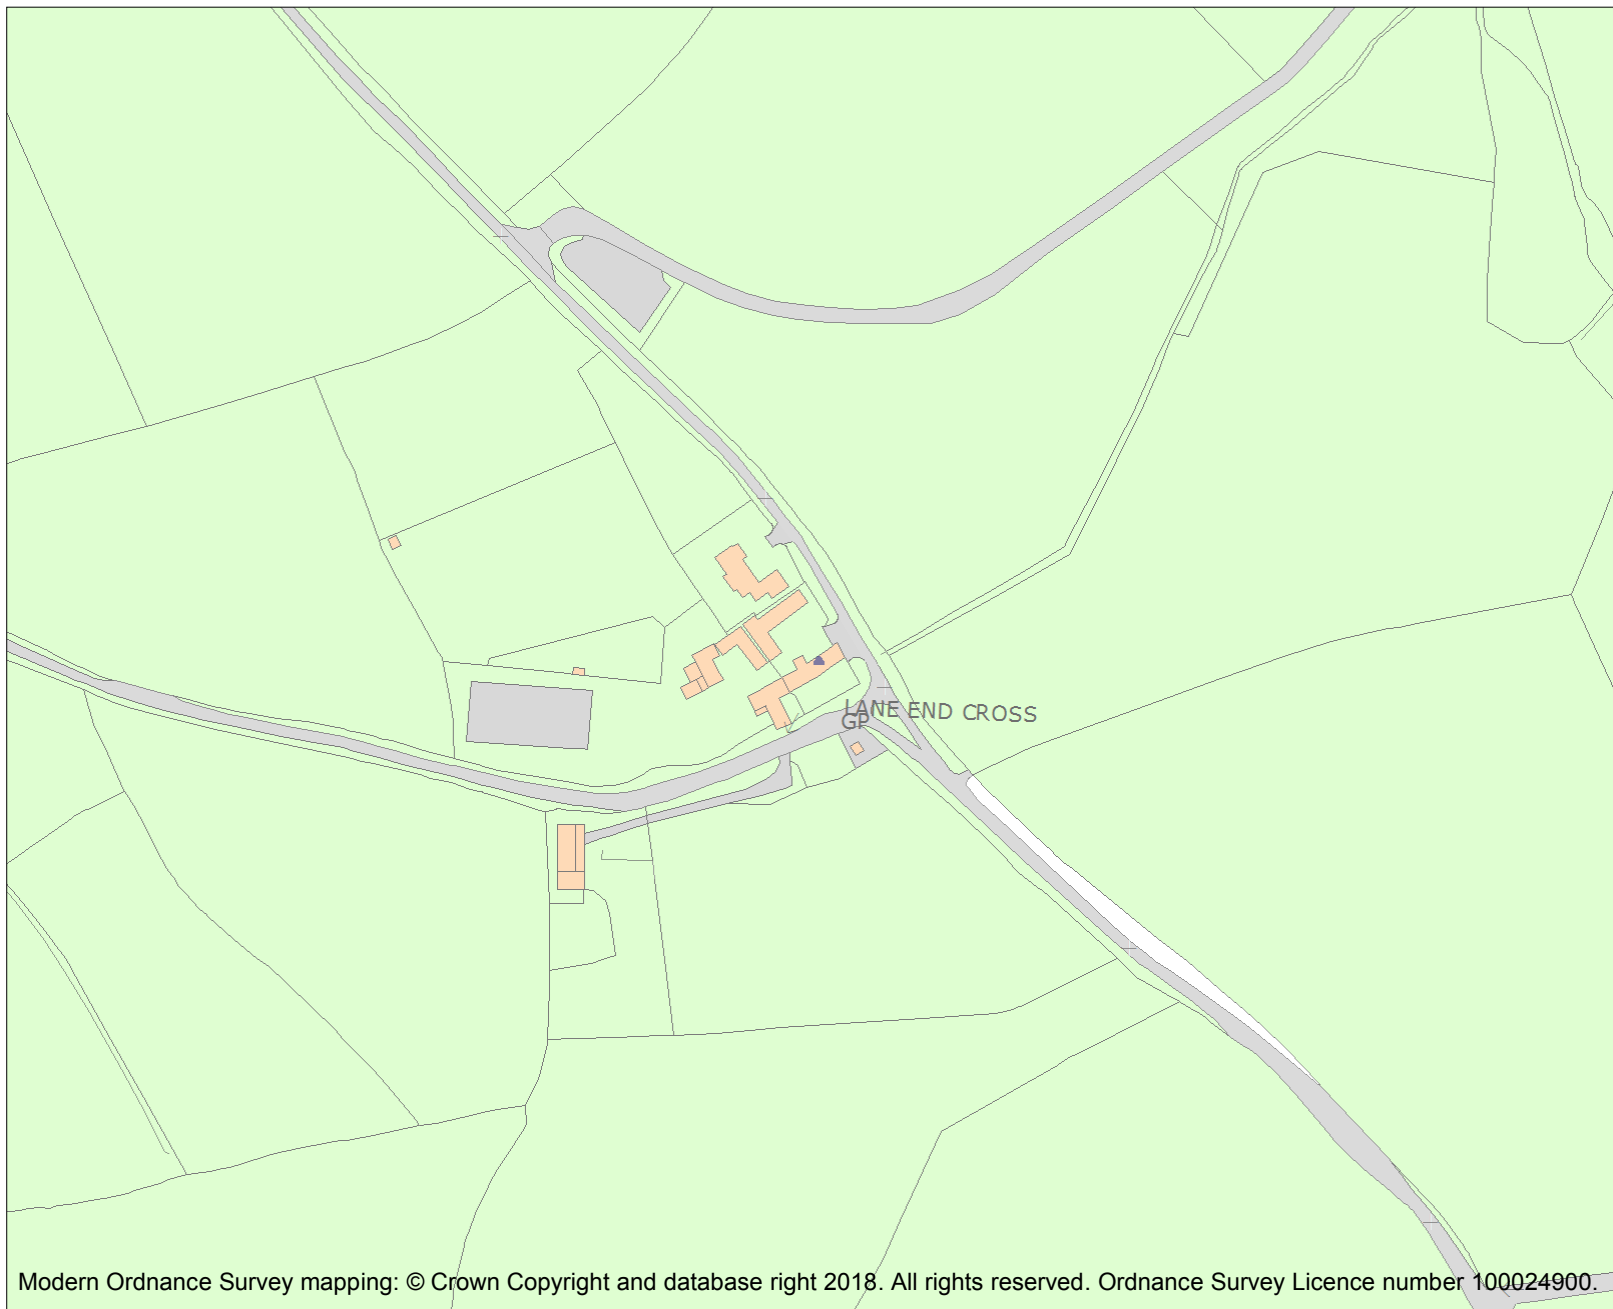 LANE END CROSS
GP
Modern Ordnance Survey mapping: © Crown Copyright and database right 2018. All rights reserved. Ordnance Survey Licence number 100024900.